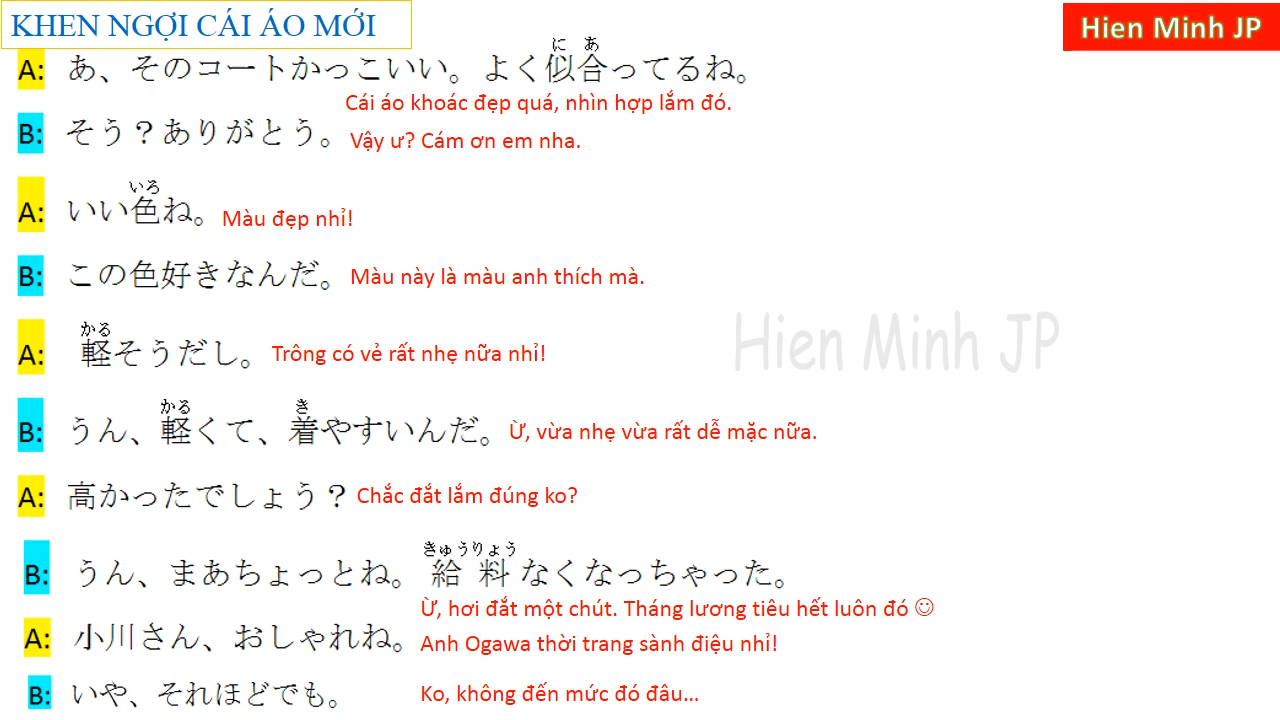 KHEN NGỢI CÁI ÁO MỚI
Hien Minh JP
に あ
A: あ、そのコートかっこいい。よく似合ってるね。
Cái áo khoác đẹp quá, nhìn hợp lắm đó.
B: そう？ありがとう。 Vậy ư? Cám ơn em nha.
いろ
A: いい色ね。 Màu đẹp nhỉ!
B: この色好きなんだ。 Màu này là màu anh thích mà.
かる
A: 軽そうだし。 Trông có vẻ rất nhẹ nữa nhỉ!
Hien Minh JP
かる き
B: うん、軽くて、着やすいんだ。 Ừ, vừa nhẹ vừa rất dễ mặc nữa.
A: 高かったでしょう？ Chắc đắt lắm đúng ko?
きゅうりょう
B: うん、まあちょっとね。給料なくなっちゃった。
Ừ, hơi đắt một chút. Tháng lương tiêu hết luôn đó ☺
A: 小川さん、おしゃれね。 Anh Ogawa thời trang sành điệu nhỉ!
B: いや、それほどでも。 Ko, không đến mức đó đâu...